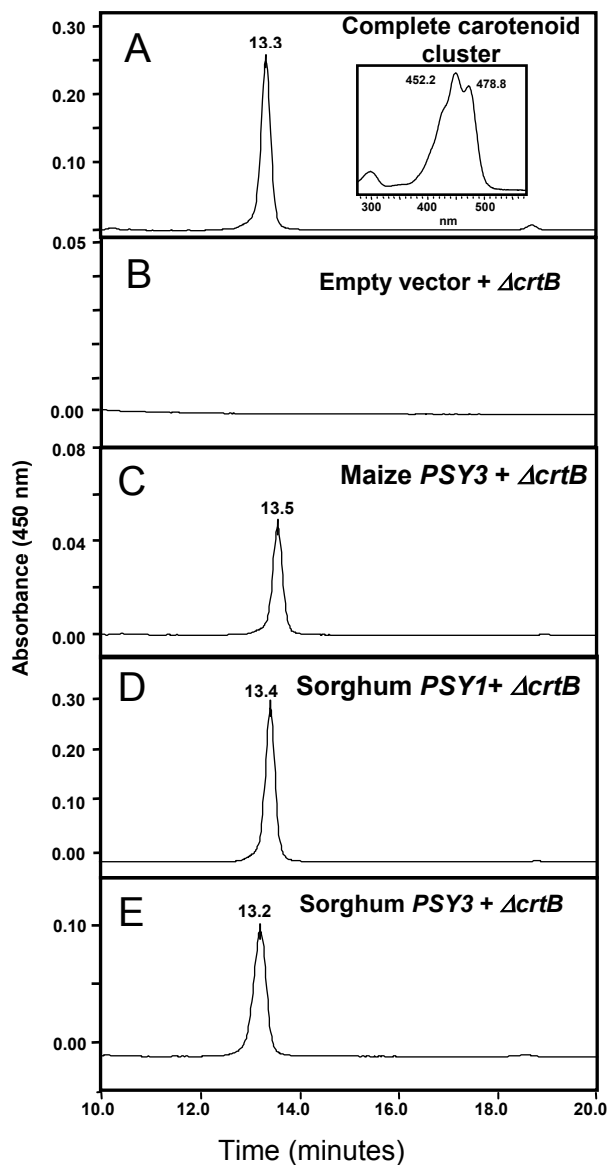 A
Complete carotenoid
cluster
13.3
452.2
478.8
300
400
500
nm
0.30
0.20
0.10
B
Empty vector + ΔcrtB
0.05
0.00
C
Maize PSY3 + ΔcrtB
13.5
0.08
0.04
0.00
D
Sorghum PSY1+ ΔcrtB
13.4
0.30
0.20
0.10
0.00
E
Sorghum PSY3 + ΔcrtB
13.2
0.10
0.00
10.0 12.0 14.0 16.0 18.0 20.0
Time (minutes)
Absorbance (450 nm)